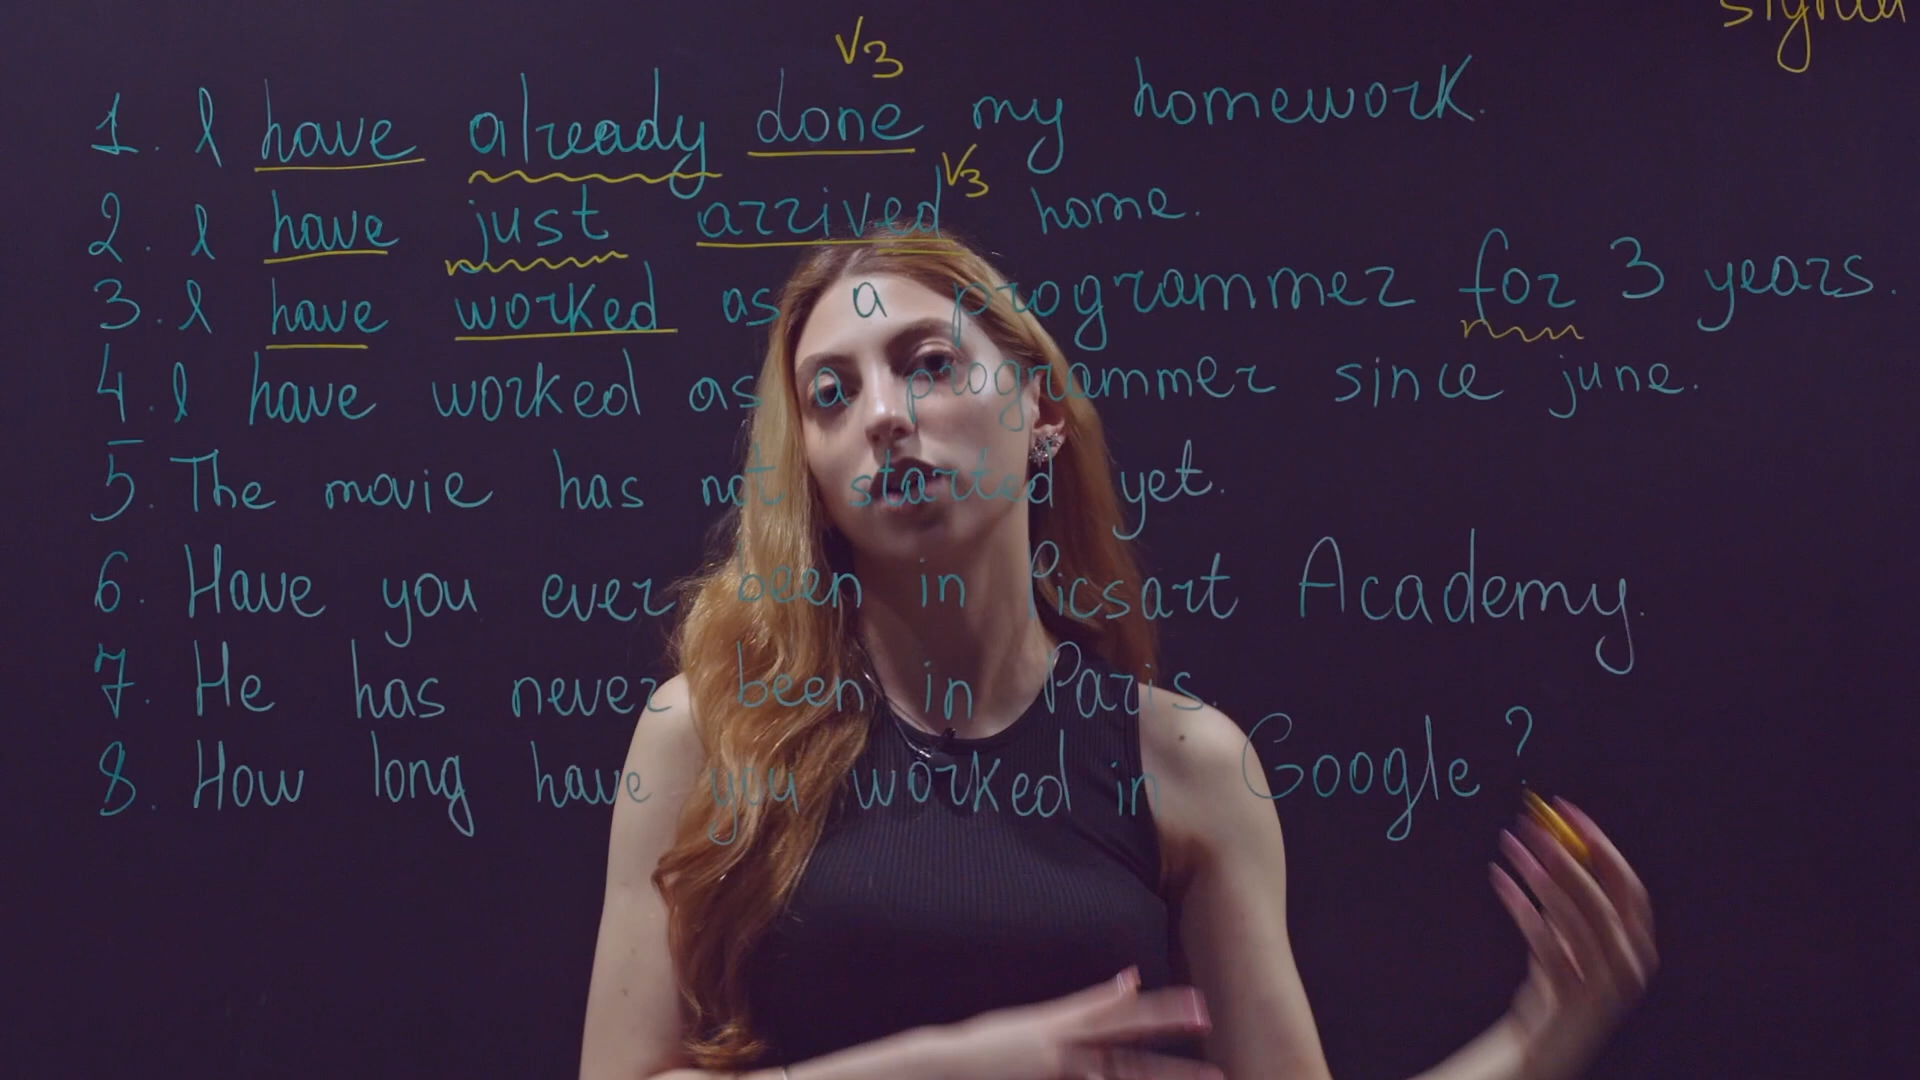 V3
1. I have already done my homework.
V3
2. I have just arrived home.
3. I have worked as a programmer for 3 years.
4. I have worked as a programmer since june.
5. The movie has not started yet.
6. Have you ever been in Picsart Academy.
7. He has never been in Paris.
8. How long have you worked in Google?